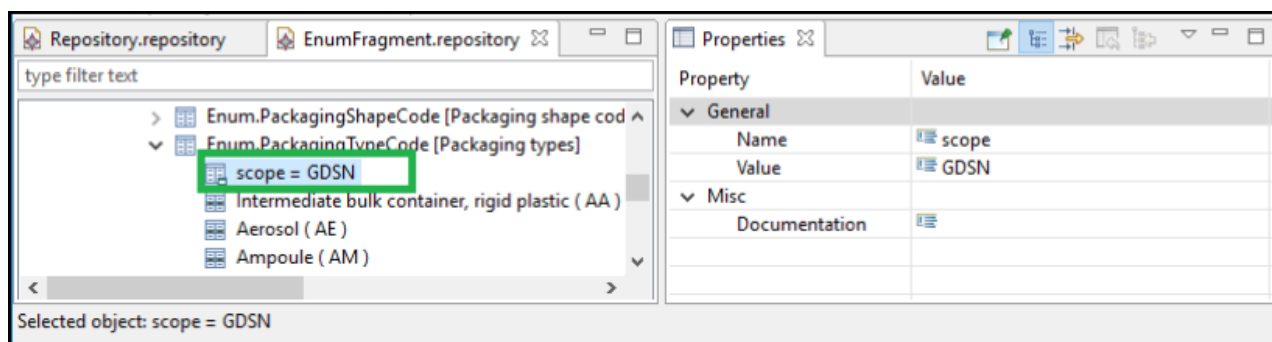 Repository.repository
EnumFragment.repository
type filter text
Enum.PackagingShapeCode [Packaging shape cod
Enum.PackagingTypeCode [Packaging types]
scope = GDSN
Intermediate bulk container, rigid plastic ( AA )
Aerosol ( AE )
Ampoule ( AM )
Selected object: scope = GDSN
Properties
Property Value
General
Name scope
Value GDSN
Misc
Documentation